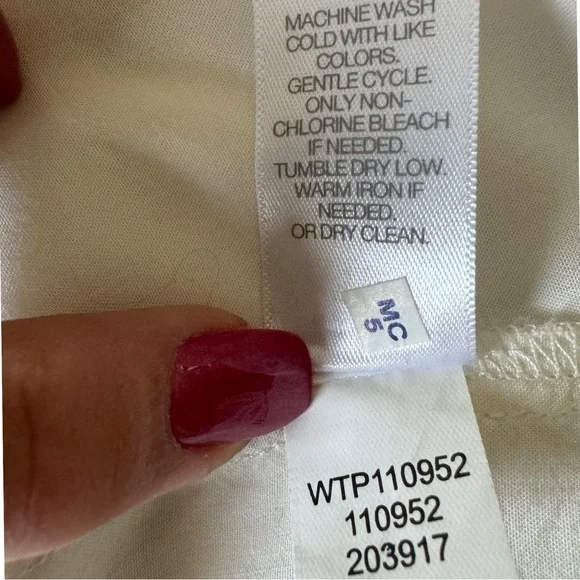 MACHINE WASH
COLD WITH LIKE
COLORS.
GENTLE CYCLE.
ONLY NON-
CHLORINE BLEACH
IF NEEDED.
TUMBLE DRY LOW.
WARM IRON IF
NEEDED.
OR DRY CLEAN.
MC
5
WTP110952
110952
203917